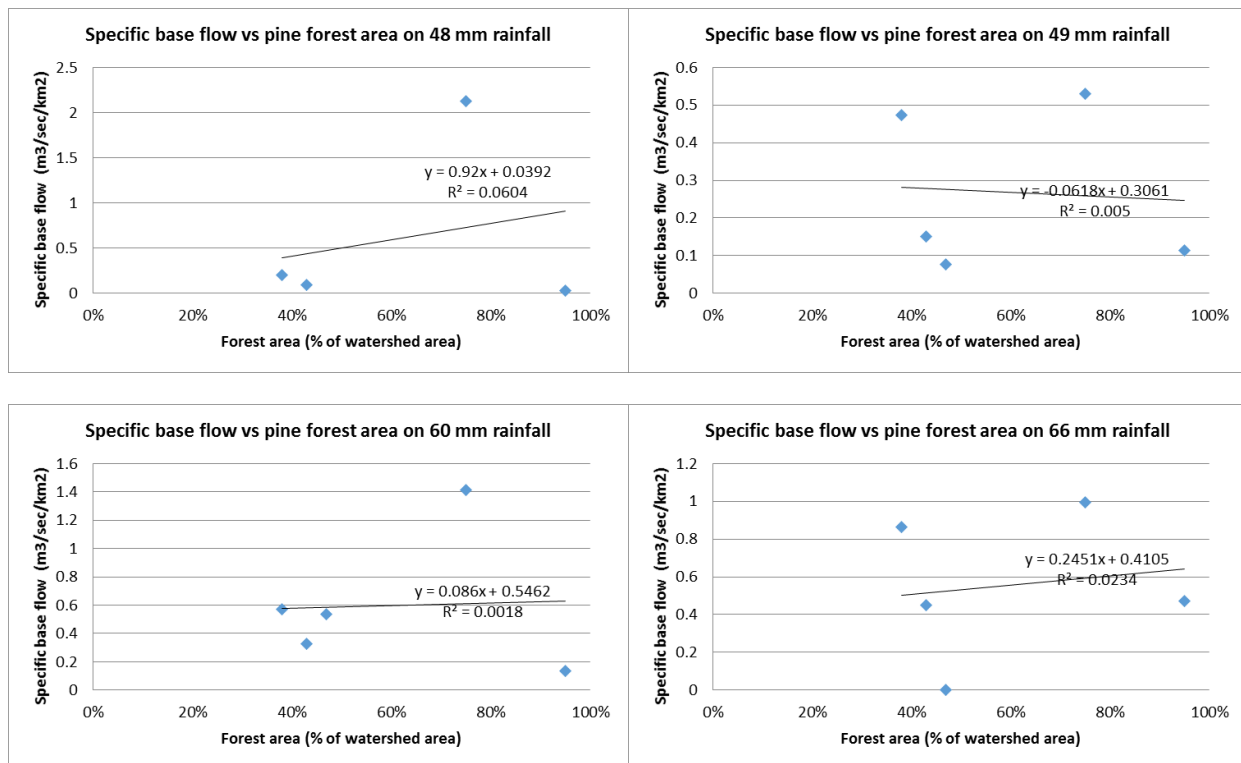 Specific base flow vs pine forest area on 48 mm rainfall
Specific base flow (m3/sec/km2)
2.5
2
1.5
1
0.5
0
y = 0.92x + 0.0392
R² = 0.0604
0% 20% 40% 60% 80% 100%
Forest area (% of watershed area)
Specific base flow vs pine forest area on 49 mm rainfall
Specific base flow (m3/sec/km2)
0.6
0.5
0.4
0.3
0.2
0.1
0
y = -0.0618x + 0.3061
R² = 0.005
0% 20% 40% 60% 80% 100%
Forest area (% of watershed area)
Specific base flow vs pine forest area on 60 mm rainfall
Specific base flow (m3/sec/km2)
1.6
1.4
1.2
1
0.8
0.6
0.4
0.2
0
y = 0.086x + 0.5462
R² = 0.0018
0% 20% 40% 60% 80% 100%
Forest area (% of watershed area)
Specific base flow vs pine forest area on 66 mm rainfall
Specific base flow (m3/sec/km2)
1.2
1
0.8
0.6
0.4
0.2
0
y = 0.2451x + 0.4105
R² = 0.0234
0% 20% 40% 60% 80% 100%
Forest area (% of watershed area)